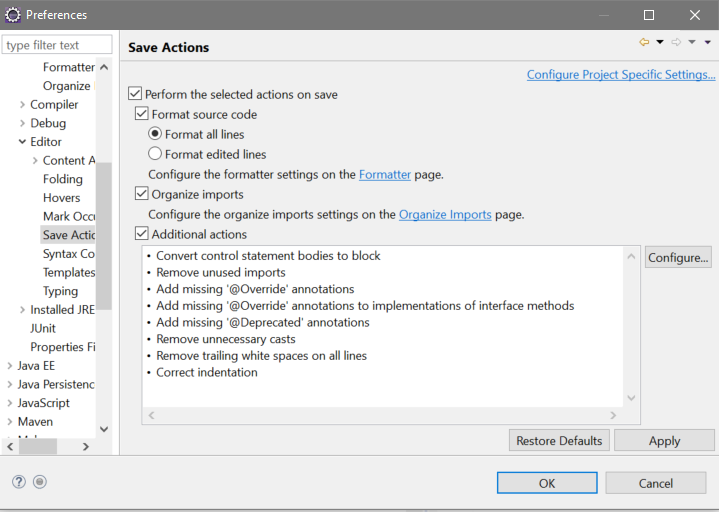 Preferences
type filter text
Formatter
Organize
Compiler
Debug
Editor
Content A
Folding
Hovers
Mark Occu
Save Actic
Syntax Co
Templates
Typing
Installed JRE
JUnit
Properties Fi
Java EE
Java Persistenc
JavaScript
Maven
Save Actions
Configure Project Specific Settings...
Perform the selected actions on save
Format source code
Format all lines
Format edited lines
Configure the formatter settings on the Formatter page.
Organize imports
Configure the organize imports settings on the Organize Imports page.
Additional actions
• Convert control statement bodies to block
• Remove unused imports
• Add missing '@Override' annotations
• Add missing '@Override' annotations to implementations of interface methods
• Add missing '@Deprecated' annotations
• Remove unnecessary casts
• Remove trailing white spaces on all lines
• Correct indentation
Configure...
Restore Defaults
Apply
?
OK
Cancel